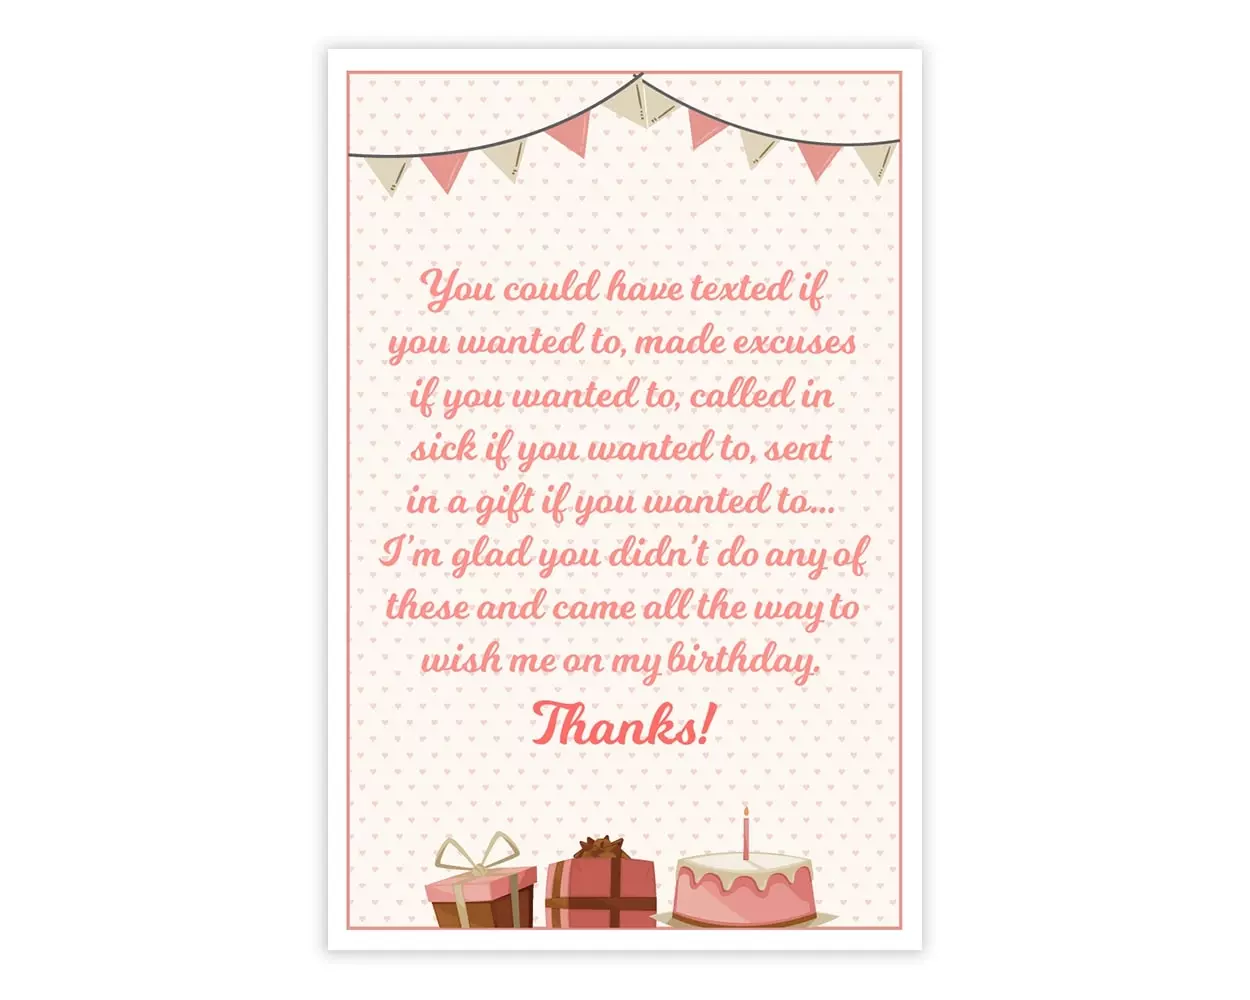 You could have texted if
you wanted to, made excuses
if you wanted to, called in
sick if you wanted to, sent
in a gift if you wanted to...
I'm glad you didn't do any of
these and came all the way to
wish me on my birthday.
Thanks!